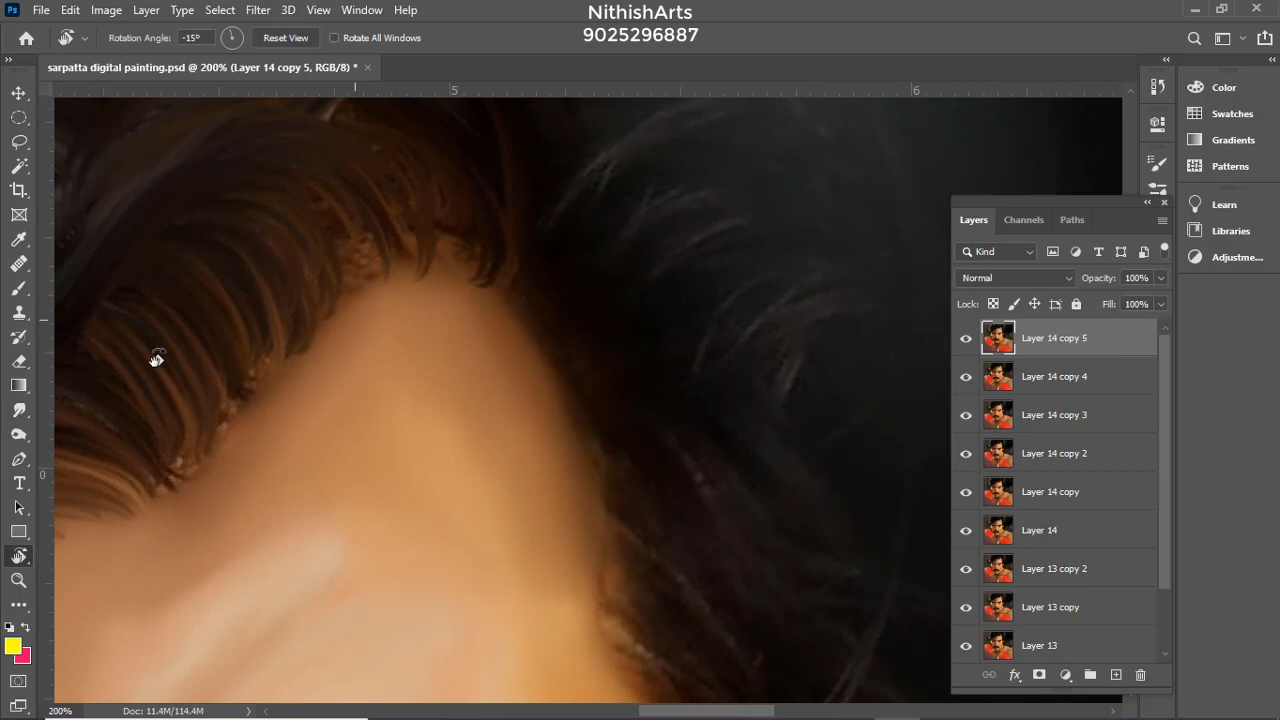 NithishArts
9025296887
Ps File Edit Image Layer Type Select Filter 3D View Window Help
Rotation Angle: -15° Reset View Rotate All Windows
sarpatta digital painting.psd @ 200% (Layer 14 copy 5, RGB/8) * ×
5 6
0
Color
Swatches
Gradients
Patterns
Learn
Libraries
Adjustme...
Layers Channels Paths
Kind
Normal Opacity: 100%
Lock: Fill: 100%
Layer 14 copy 5
Layer 14 copy 4
Layer 14 copy 3
Layer 14 copy 2
Layer 14 copy
Layer 14
Layer 13 copy 2
Layer 13 copy
Layer 13
fx
200% Doc: 11.4M/114.4M